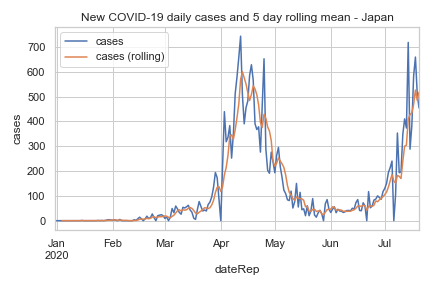 New COVID-19 daily cases and 5 day rolling mean - Japan
cases
cases (rolling)
700
600
500
400
300
200
100
0
cases
Jan Feb Mar Apr May Jun Jul
2020
dateRep